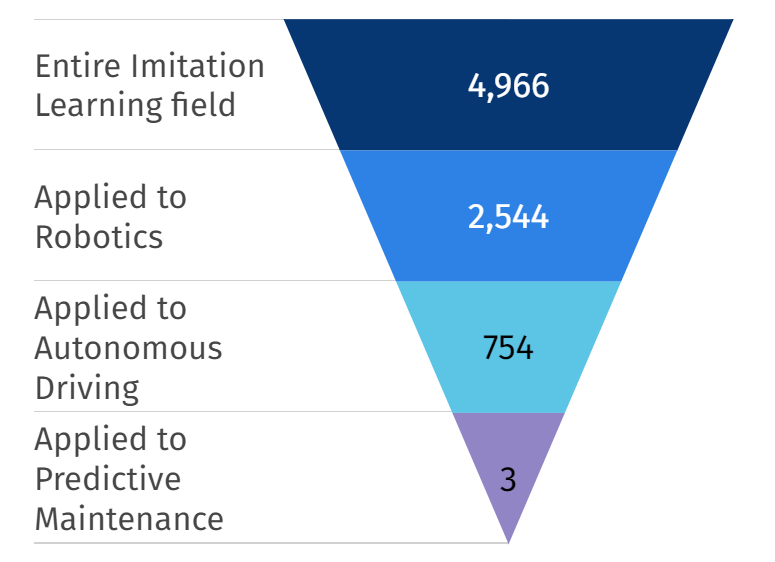 Entire Imitation
Learning field
4,966
Applied to
Robotics
2,544
Applied to
Autonomous
Driving
754
Applied to
Predictive
Maintenance
3